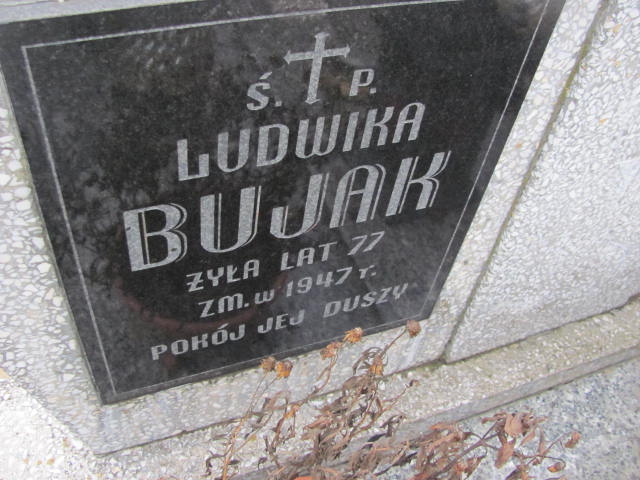 Ś. P.
LUDWIKA
BUJAK
ŻYŁA LAT 77
ZM. w 1947 r.
POKÓJ JEJ DUSZY